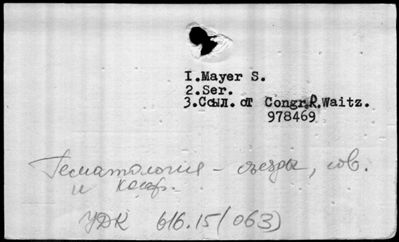 I.Mayer S.
2.Ser.
3.Ссыл. от Congr.R.Waitz.
978469
Гематология – съезды, сов.
и конф.
УДК 616.15(063)